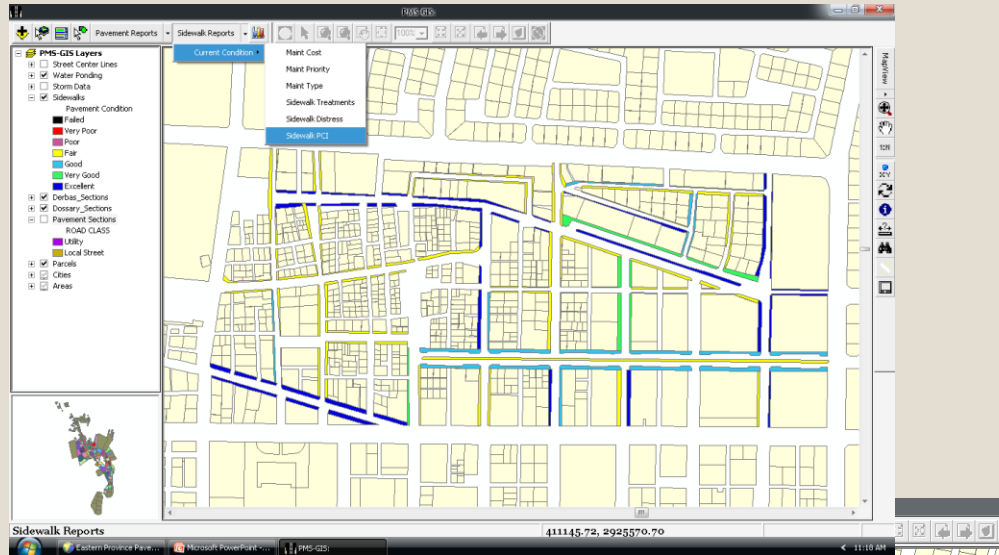 PMS-GIS:
Pavement Reports
Sidewalk Reports
100%
Current Condition
Maint Cost
Maint Priority
Maint Type
Sidewalk Treatments
Sidewalk Distress
Sidewalk PCI
PMS-GIS Layers
Street Center Lines
Water Ponding
Storm Data
Sidewalks
Pavement Condition
Failed
Very Poor
Poor
Fair
Good
Very Good
Excellent
Derbas_Sections
Dossary_Sections
Pavement Sections
ROAD CLASS
Utility
Local Street
Parcels
Cities
Areas
MapView
Sidewalk Reports
411145.72, 2925570.70
Eastern Province Pave...
Microsoft PowerPoint -...
PMS-GIS:
11:18 AM